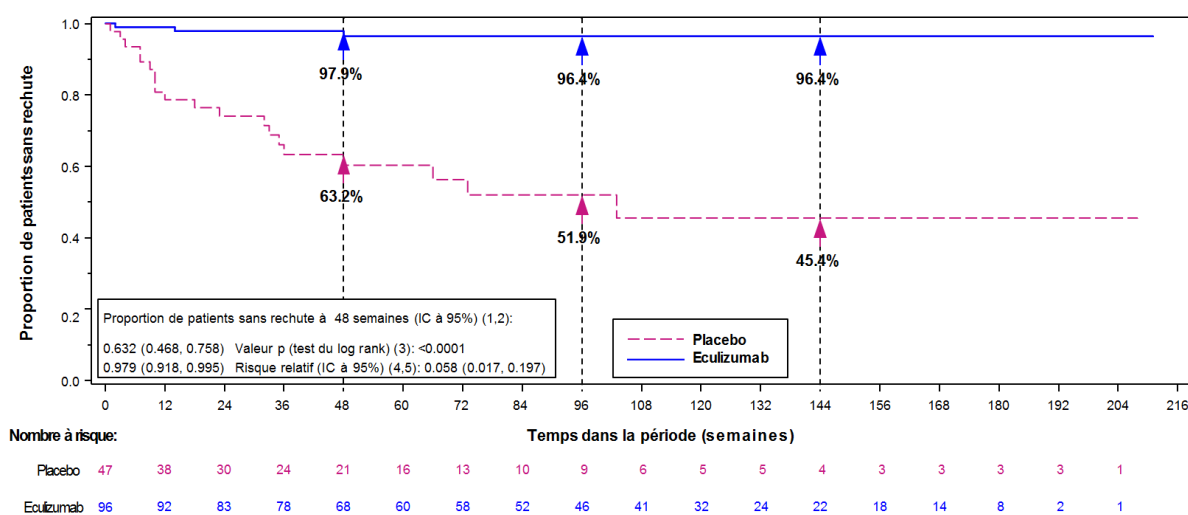 Proportion de patients sans rechute
1.0
0.8
0.6
0.4
0.2
0.0
97.9%
96.4%
96.4%
63.2%
51.9%
45.4%
Proportion de patients sans rechute à 48 semaines (IC à 95%) (1,2):
0.632 (0.468, 0.758) Valeur p (test du log rank) (3): <0.0001
0.979 (0.918, 0.995) Risque relatif (IC à 95%) (4,5): 0.058 (0.017, 0.197)
Placebo
Eculizumab
0 12 24 36 48 60 72 84 96 108 120 132 144 156 168 180 192 204 216
Nombre à risque:
Temps dans la période (semaines)
Placebo 47 38 30 24 21 16 13 10 9 6 5 5 4 3 3 3 3 1
Eculizumab 96 92 83 78 68 60 58 52 46 41 32 24 22 18 14 8 2 1